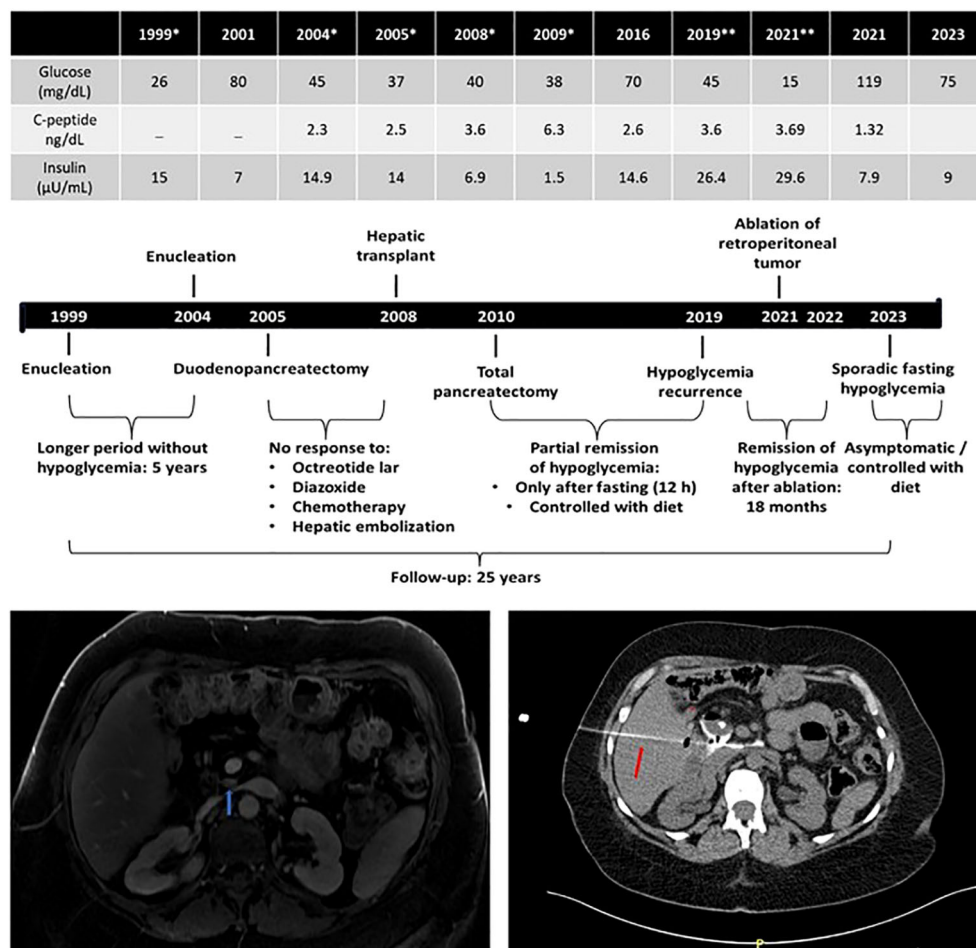 1999* 2001 2004* 2005* 2008* 2009* 2016 2019** 2021** 2021 2023
Glucose (mg/dL) 26 80 45 37 40 38 70 45 15 119 75
C-peptide ng/dL _ _ 2.3 2.5 3.6 6.3 2.6 3.6 3.69 1.32
Insulin (µU/mL) 15 7 14.9 14 6.9 1.5 14.6 26.4 29.6 7.9 9
Enucleation
Hepatic
transplant
Ablation of
retroperitoneal
tumor
1999 2004 2005 2008 2010 2019 2021 2022 2023
Enucleation
Duodenopancreatectomy
Total
pancreatectomy
Hypoglycemia
recurrence
Sporadic fasting
hypoglycemia
Longer period without
hypoglycemia: 5 years
No response to:
• Octreotide lar
• Diazoxide
• Chemotherapy
• Hepatic embolization
Partial remission
of hypoglycemia:
• Only after fasting (12 h)
• Controlled with diet
Remission of
hypoglycemia
after ablation:
18 months
Asymptomatic /
controlled with
diet
Follow-up: 25 years
P